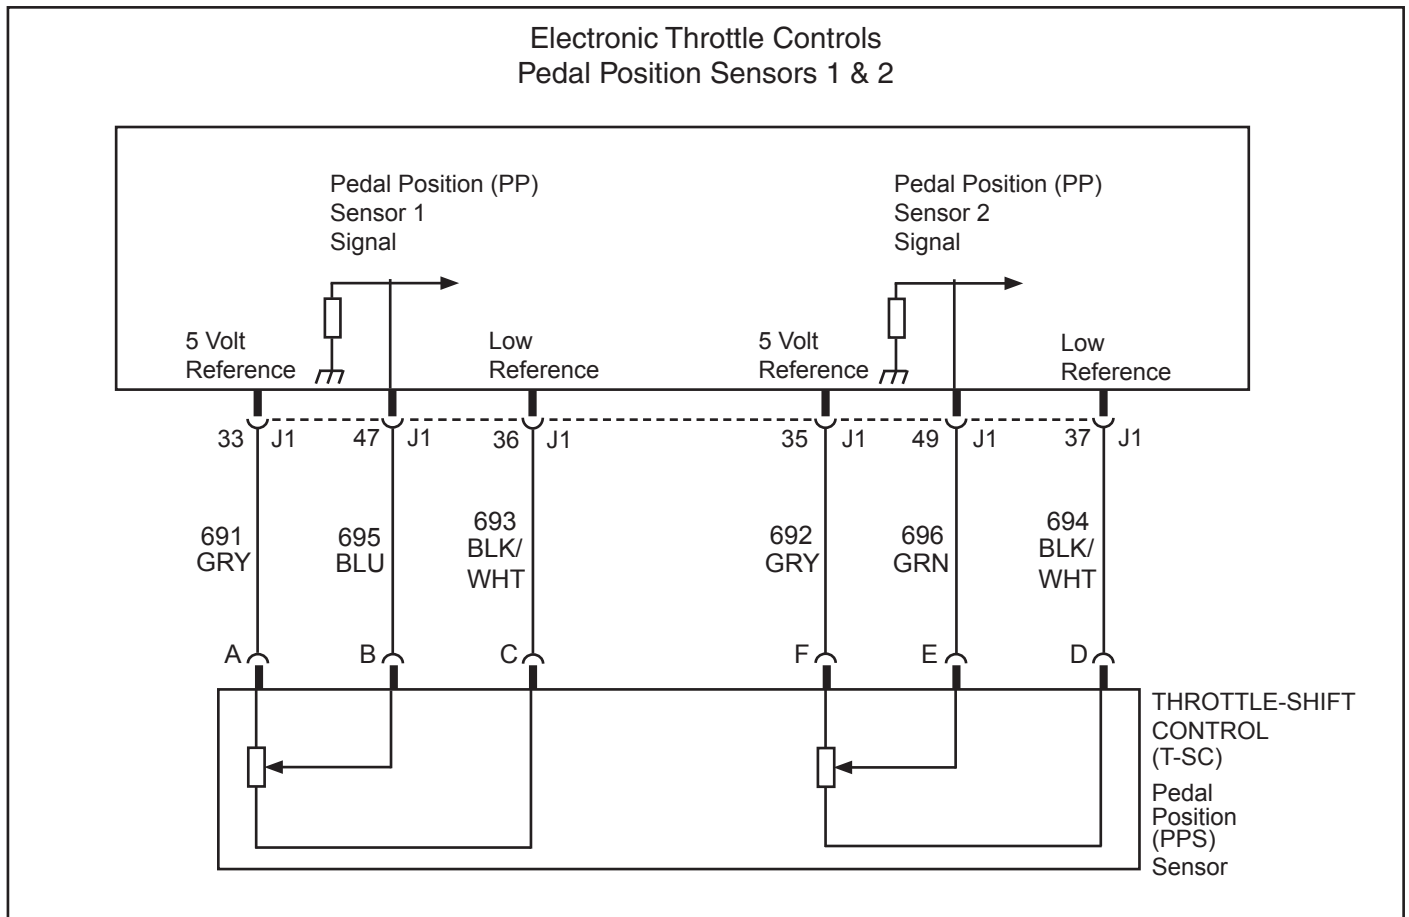 Electronic Throttle Controls
Pedal Position Sensors 1 & 2
Pedal Position (PP)
Sensor 1
Signal
Pedal Position (PP)
Sensor 2
Signal
5 Volt
Reference
Low
Reference
5 Volt
Reference
Low
Reference
33 J1
47 J1
36 J1
35 J1
49 J1
37 J1
691
GRY
695
BLU
693
BLK/
WHT
692
GRY
696
GRN
694
BLK/
WHT
A
B
C
F
E
D
THROTTLE-SHIFT
CONTROL
(T-SC)
Pedal
Position
(PPS)
Sensor